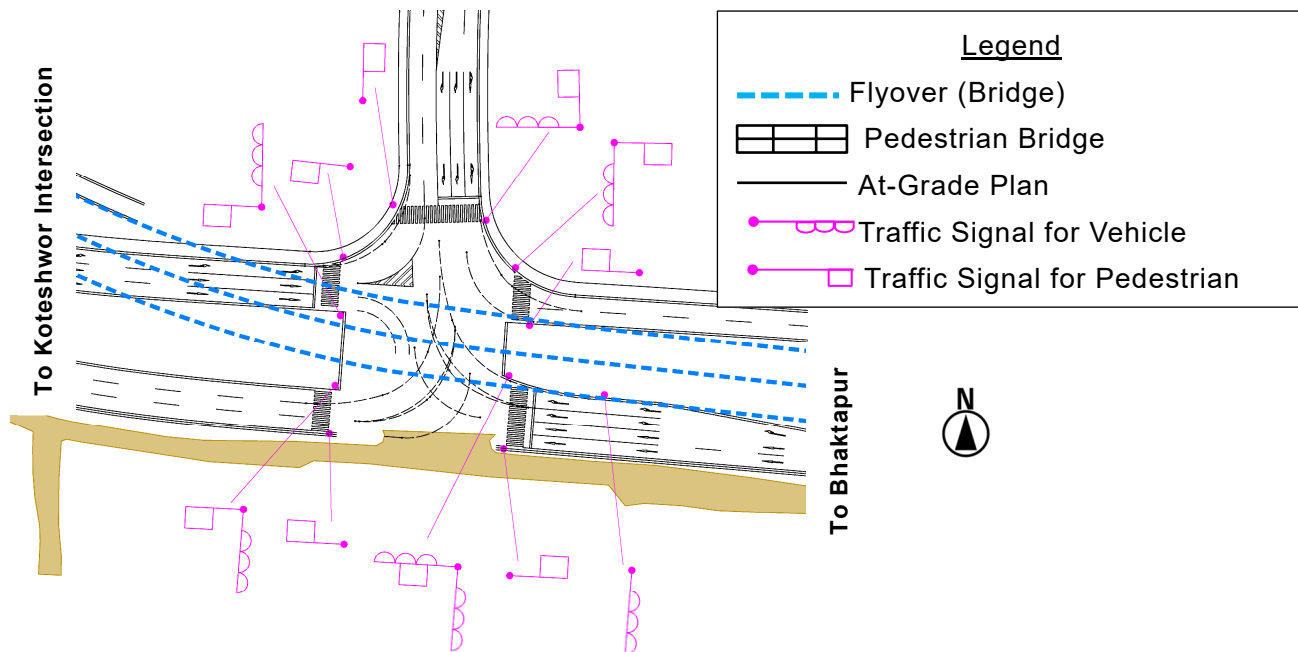 To Koteshwor Intersection
Legend
Flyover (Bridge)
Pedestrian Bridge
At-Grade Plan
Traffic Signal for Vehicle
Traffic Signal for Pedestrian
To Bhaktapur
N